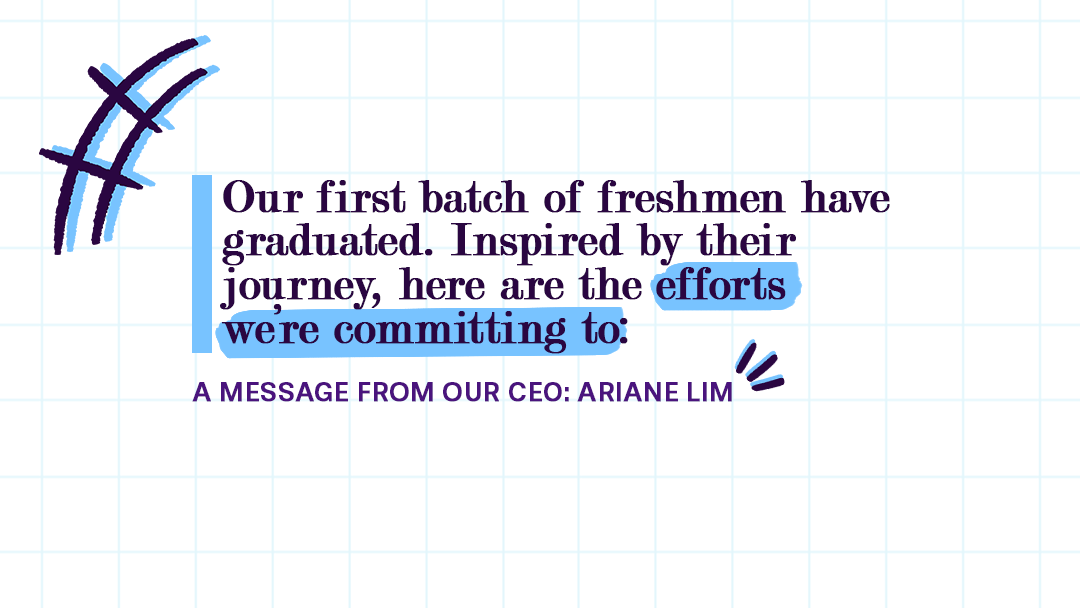 Our first batch of freshmen have
graduated. Inspired by their
journey, here are the efforts
we're committing to:
A MESSAGE FROM OUR CEO: ARIANE LIM